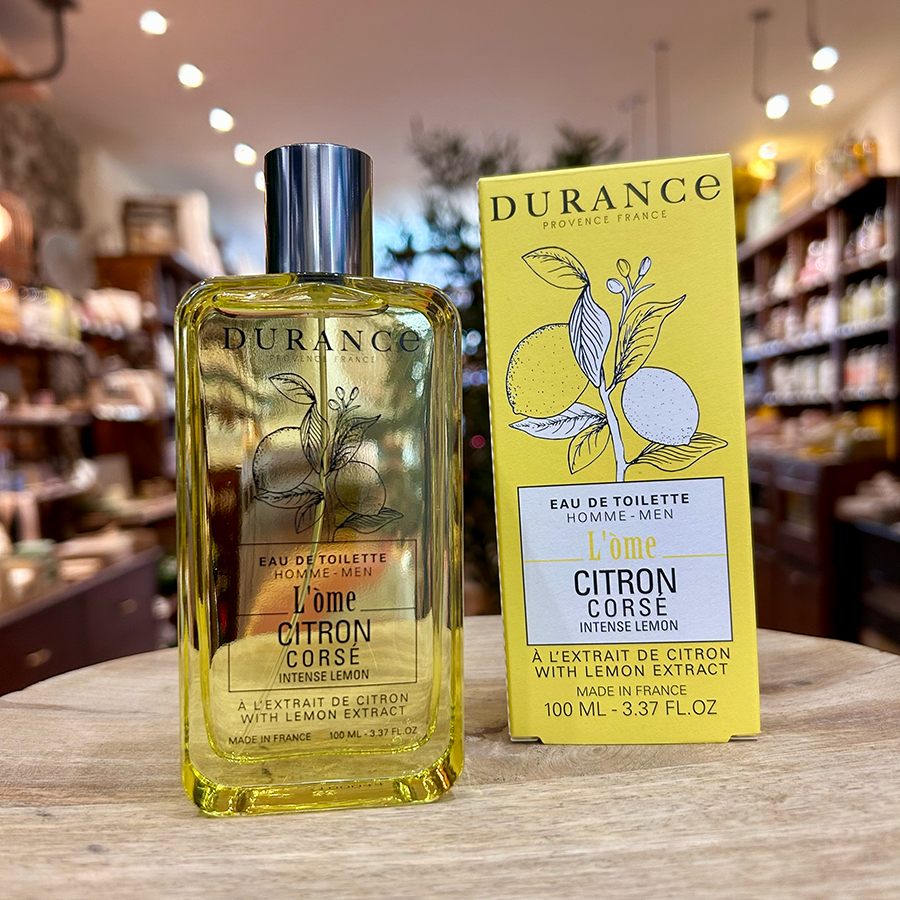 DURANCe
PROVENCE FRANCE
EAU DE TOILETTE
HOMME - MEN
L'ôme
CITRON
CORSÉ
INTENSE LEMON
À L'EXTRAIT DE CITRON
WITH LEMON EXTRACT
MADE IN FRANCE 100 ML - 3.37 FL.OZ
DURANCe
PROVENCE FRANCE
EAU DE TOILETTE
HOMME - MEN
L'ôme
CITRON
CORSÉ
INTENSE LEMON
À L'EXTRAIT DE CITRON
WITH LEMON EXTRACT
MADE IN FRANCE
100 ML - 3.37 FL.OZ